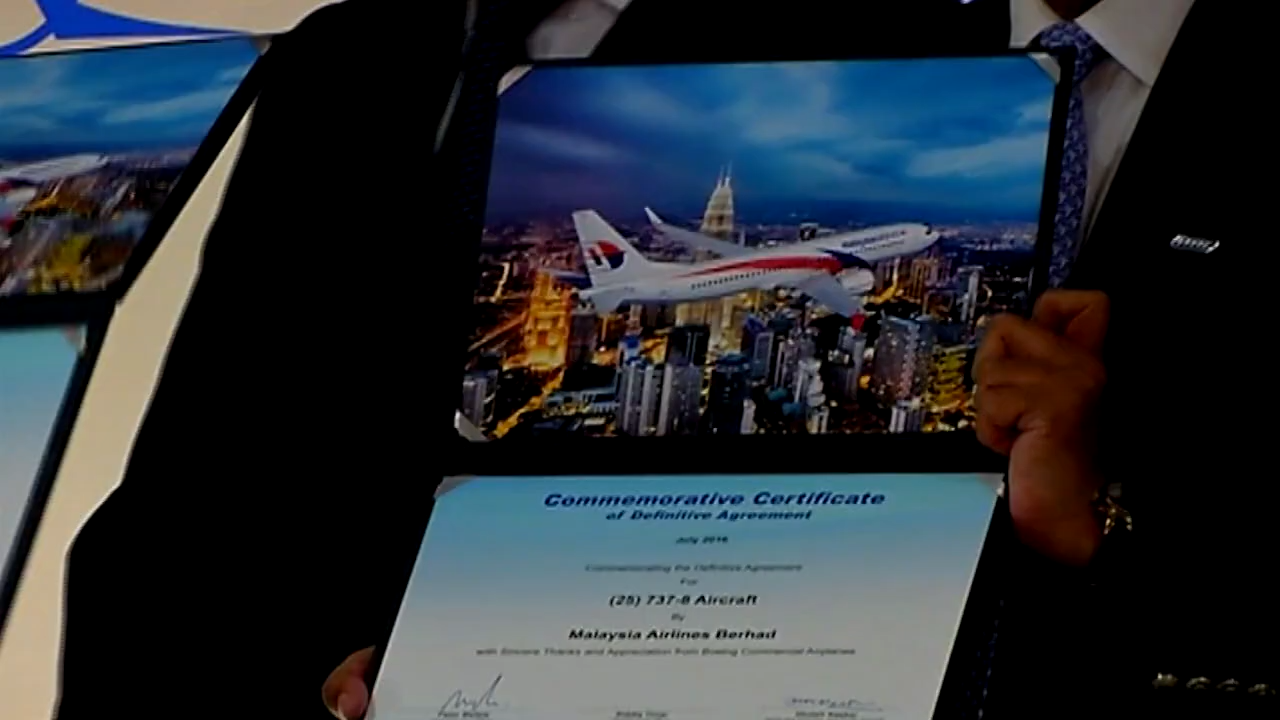 Commemorative Certificate
of Definitive Agreement
July 2016
Commemorating the Definitive Agreement
For
(25) 737-8 Aircraft
By
Malaysia Airlines Berhad
with Sincere Thanks and Appreciation from Boeing Commercial Airplanes